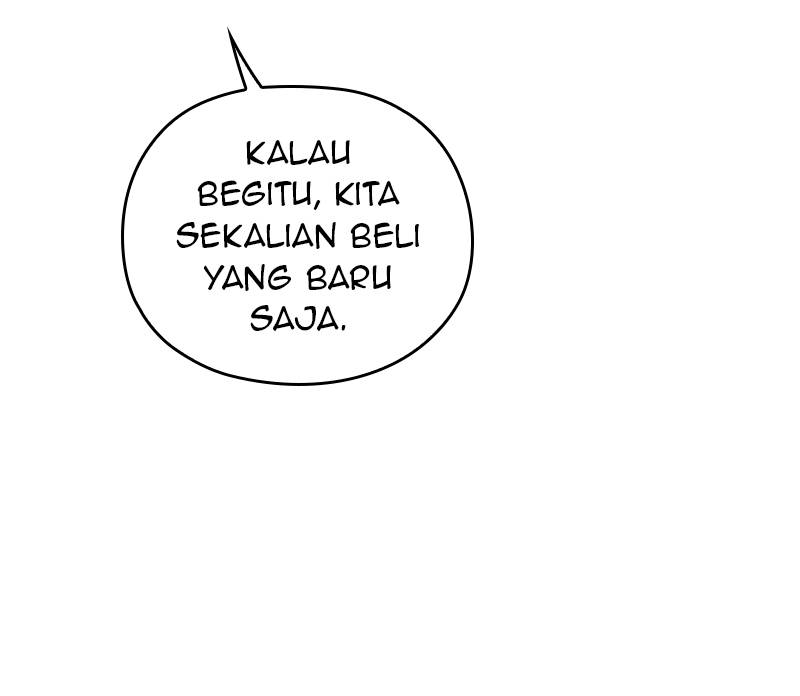 KALAU
BEGITU, KITA
SEKALIAN BELI
YANG BARU
SAJA.